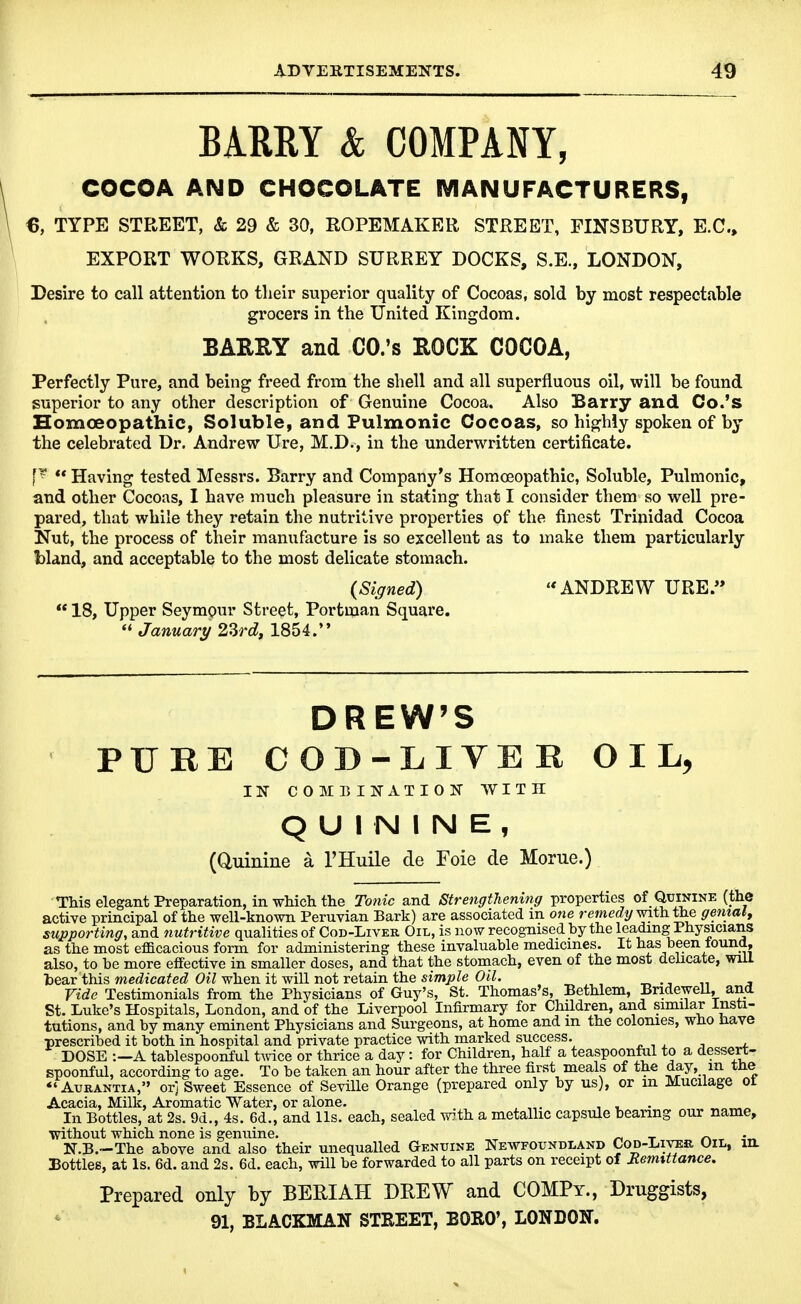 ADVERTISEMENTS. 49
BARRY & COMPANY,
COCOA AND CHOCOLATE MANUFACTURERS,
6, TYPE STREET, & 29 & 30, ROPEMAKER STREET, FINSBURY, E.C.,
EXPORT WORKS, GRAND SURREY DOCKS, S.E., LONDON,
Desire to call attention to their superior quality of Cocoas, sold by most respectable
grocers in the United Kingdom.
BARRY and CO.'s ROCK COCOA,
Perfectly Pure, and being freed from the shell and all superfluous oil, will be found
superior to any other description of Genuine Cocoa. Also Barry and Co.'s
Homœopathic, Soluble, and Pulmonic Cocoas, so highly spoken of by
the celebrated Dr. Andrew Ure, M.D., in the underwritten certificate.
"Having tested Messrs. Barry and Company's Homœopathic, Soluble, Pulmonic,
and other Cocoas, I have much pleasure in stating that I consider them so well pre-
pared, that while they retain the nutritive properties of the finest Trinidad Cocoa
Nut, the process of their manufacture is so excellent as to make them particularly
bland, and acceptable to the most delicate stomach.
(Signed) "ANDREW URE."
"18, Upper Seymour Street, Portman Square.
"January 23rd, 1854."
DREW'S
PURE COD-LIVER OIL,
IN COMBINATION WITH
QUININE,
(Quinine à l'Huile de Foie de Morue.)
This elegant Preparation, in which the Tonic and Strengthening properties of QUININE (the
active principal of the well-known Peruvian Bark) are associated in one remedy with the genial,
supporting, and nutritive qualities of COD-LIVER OIL, is now recognised by the leading Physicians
as the most efficacious form for administering these invaluable medicines. It has been found,
also, to be more effective in smaller doses, and that the stomach, even of the most delicate, will
bear this medicated Oil when it will not retain the simple Oil.
Vide Testimonials from the Physicians of Guy's, St. Thomas's, Bethlem, Bridewell, and
St. Luke's Hospitals, London, and of the Liverpool Infirmary for Children, and similar Insti-
tutions, and by many eminent Physicians and Surgeons, at home and in the colonies, who have
prescribed it both in hospital and private practice with marked success.
DOSE :—A tablespoonful twice or thrice a day: for Children, half a teaspoonful to a dessert-
spoonful, according to age. To be taken an hour after the three first meals of the day, in the
"AURANTIA," or] Sweet Essence of Seville Orange (prepared only by us), or in Mucilage of
Acacia, Milk, Aromatic Water, or alone.
In Bottles, at 2s. 9d., 4s. 6d., and 11s. each, sealed with a metallic capsule bearing our name,
without which none is genuine.
N.B.—The above and also their unequalled GENUINE NEWFOUNDLAND COD-LIVER OIL, in
Bottles, at 1s. 6d. and 2s. 6d. each, will be forwarded to all parts on receipt of Remittance.
Prepared only by BERIAH DREW and COMPY., Druggists,
91, BLACKMAN STREET, BORO', LONDON.